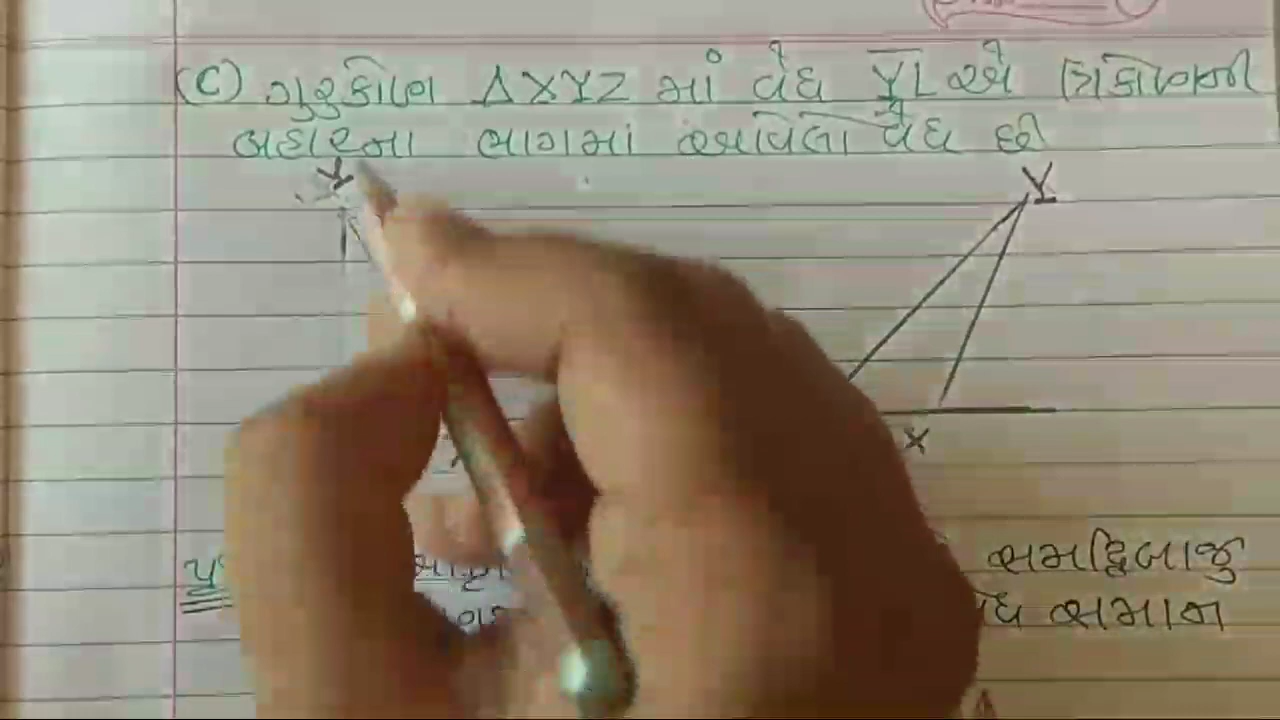 (C) ગુરુકોણ ΔXYZ માં વેધ YL એ ત્રિકોણની
બહારના ભાગમાં આવેલો વેધ છે
Y
Y
X
સમદ્વિબાજુ
વેધ સમાન